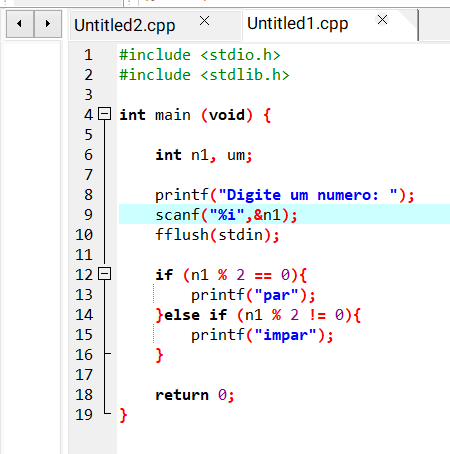 Untitled2.cpp
Untitled1.cpp
1 #include <stdio.h>
2 #include <stdlib.h>
3
4 int main (void) {
5
6     int n1, um;
7
8     printf("Digite um numero: ");
9     scanf("%i",&n1);
10     fflush(stdin);
11
12     if (n1 % 2 == 0){
13         printf("par");
14     }else if (n1 % 2 != 0){
15         printf("impar");
16     }
17
18     return 0;
19 }